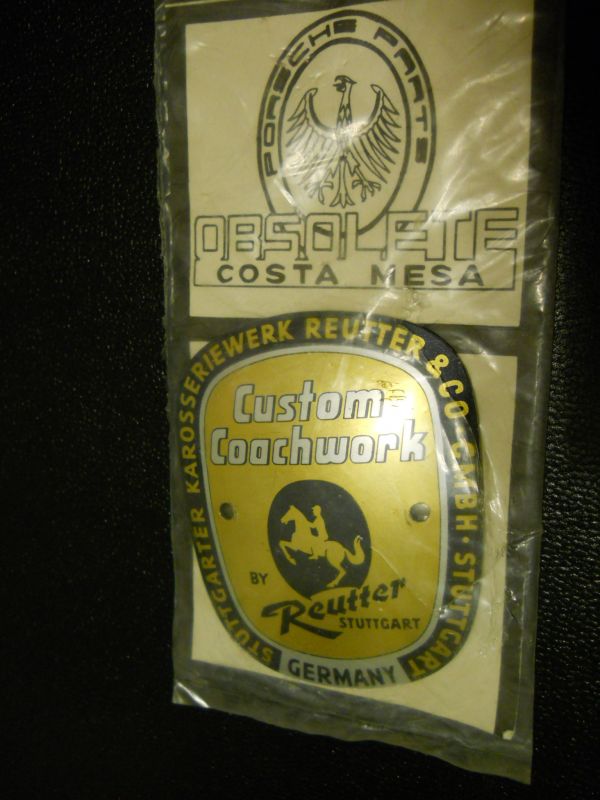 PORSCHE PARTS
OBSOLETE
COSTA MESA
STUTTGARTER KAROSSERIEWERK REUTTER & CO. GMBH · STUTTGART
Custom
Coachwork
BY
Reutter
STUTTGART
GERMANY